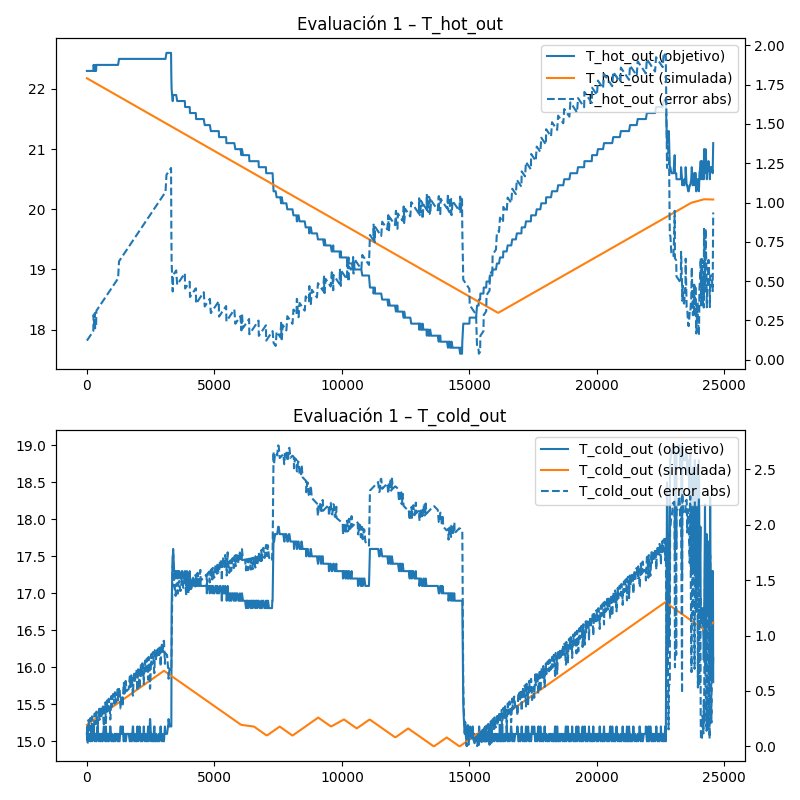 Evaluación 1 – T_hot_out
T_hot_out (objetivo)
T_hot_out (simulada)
T_hot_out (error abs)
22
21
20
19
18
2.00
1.75
1.50
1.25
1.00
0.75
0.50
0.25
0.00
0 5000 10000 15000 20000 25000
Evaluación 1 – T_cold_out
T_cold_out (objetivo)
T_cold_out (simulada)
T_cold_out (error abs)
19.0
18.5
18.0
17.5
17.0
16.5
16.0
15.5
15.0
2.5
2.0
1.5
1.0
0.5
0.0
0 5000 10000 15000 20000 25000